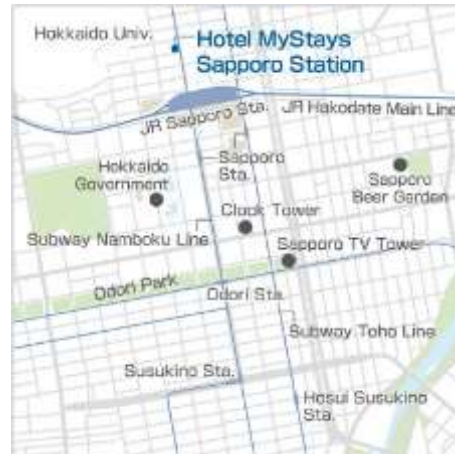 Hokkaido Univ.
Hotel MyStays
Sapporo Station
JR Sapporo Sta.
JR Hakodate Main Line
Hokkaido
Government
Sapporo
Sta.
Sapporo
Beer Garden
Clock Tower
Subway Namboku Line
Sapporo TV Tower
Odori Park
Odori Sta.
Subway Toho Line
Susukino Sta.
Hosui Susukino
Sta.